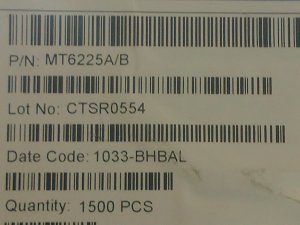 P/N: MT6225A/B
Lot No: CTSR0554
Date Code: 1033-BHBAL
Quantity: 1500 PCS